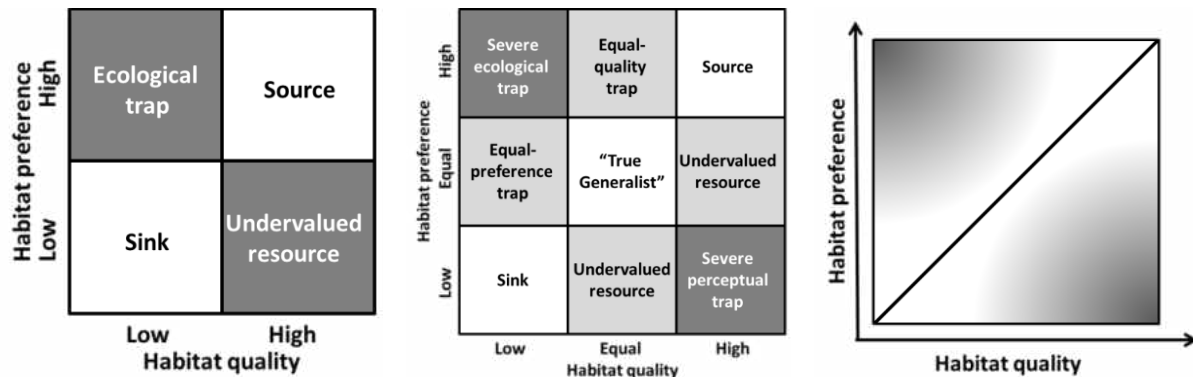 Habitat preference
High
Low
Ecological
trap
Source
Sink
Undervalued
resource
Low
High
Habitat quality
Habitat preference
High
Equal
Low
Severe
ecological
trap
Equal-
quality
trap
Source
Equal-
preference
trap
“True
Generalist”
Undervalued
resource
Sink
Undervalued
resource
Severe
perceptual
trap
Low
Equal
High
Habitat quality
Habitat preference
Habitat quality